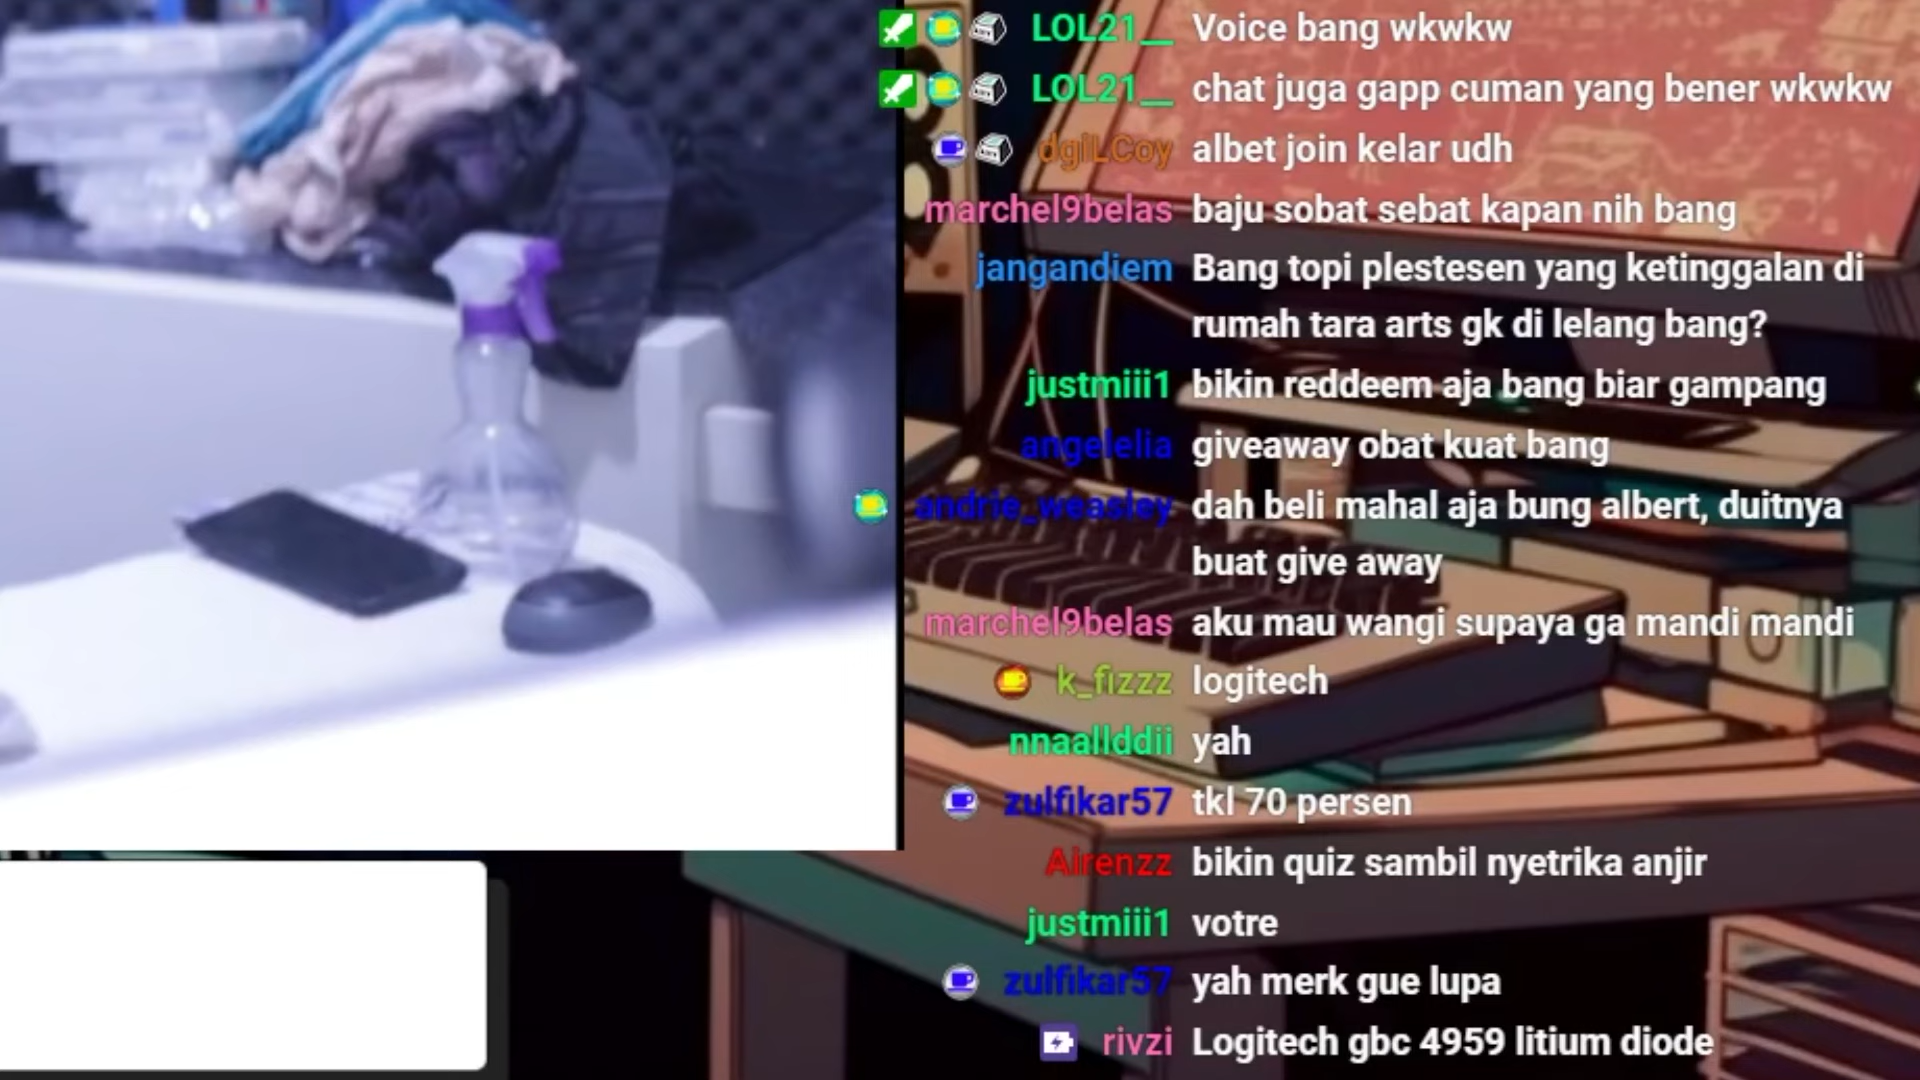 LOL21__ Voice bang wkwkw
LOL21__ chat juga gapp cuman yang bener wkwkw
dgiLCoy albet join kelar udh
marchel9belas baju sobat sebat kapan nih bang
jangandiem Bang topi plestesen yang ketinggalan di
rumah tara arts gk di lelang bang?
justmiii1 bikin reddeem aja bang biar gampang
angelelia giveaway obat kuat bang
andrie_weasley dah beli mahal aja bung albert, duitnya
buat give away
marchel9belas aku mau wangi supaya ga mandi mandi
k_fizzz logitech
nnaallddii yah
zulfikar57 tkl 70 persen
Airenzz bikin quiz sambil nyetrika anjir
justmiii1 votre
zulfikar57 yah merk gue lupa
rivzi Logitech gbc 4959 litium diode